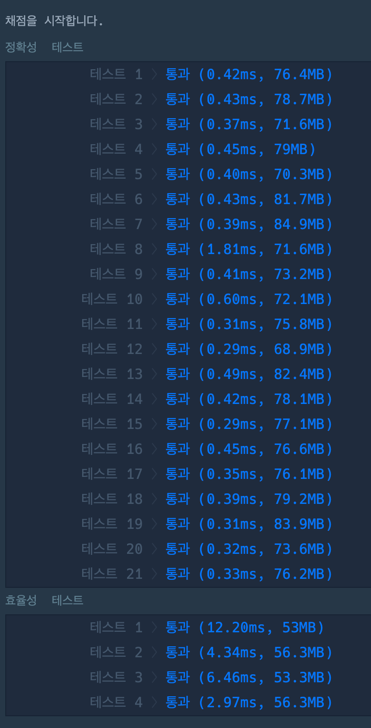 채점을 시작합니다.
정확성 테스트
테스트 1 〉 통과 (0.42ms, 76.4MB)
테스트 2 〉 통과 (0.43ms, 78.7MB)
테스트 3 〉 통과 (0.37ms, 71.6MB)
테스트 4 〉 통과 (0.45ms, 79MB)
테스트 5 〉 통과 (0.40ms, 70.3MB)
테스트 6 〉 통과 (0.43ms, 81.7MB)
테스트 7 〉 통과 (0.39ms, 84.9MB)
테스트 8 〉 통과 (1.81ms, 71.6MB)
테스트 9 〉 통과 (0.41ms, 73.2MB)
테스트 10 〉 통과 (0.60ms, 72.1MB)
테스트 11 〉 통과 (0.31ms, 75.8MB)
테스트 12 〉 통과 (0.29ms, 68.9MB)
테스트 13 〉 통과 (0.49ms, 82.4MB)
테스트 14 〉 통과 (0.42ms, 78.1MB)
테스트 15 〉 통과 (0.29ms, 77.1MB)
테스트 16 〉 통과 (0.45ms, 76.6MB)
테스트 17 〉 통과 (0.35ms, 76.1MB)
테스트 18 〉 통과 (0.39ms, 79.2MB)
테스트 19 〉 통과 (0.31ms, 83.9MB)
테스트 20 〉 통과 (0.32ms, 73.6MB)
테스트 21 〉 통과 (0.33ms, 76.2MB)
효율성 테스트
테스트 1 〉 통과 (12.20ms, 53MB)
테스트 2 〉 통과 (4.34ms, 56.3MB)
테스트 3 〉 통과 (6.46ms, 53.3MB)
테스트 4 〉 통과 (2.97ms, 56.3MB)